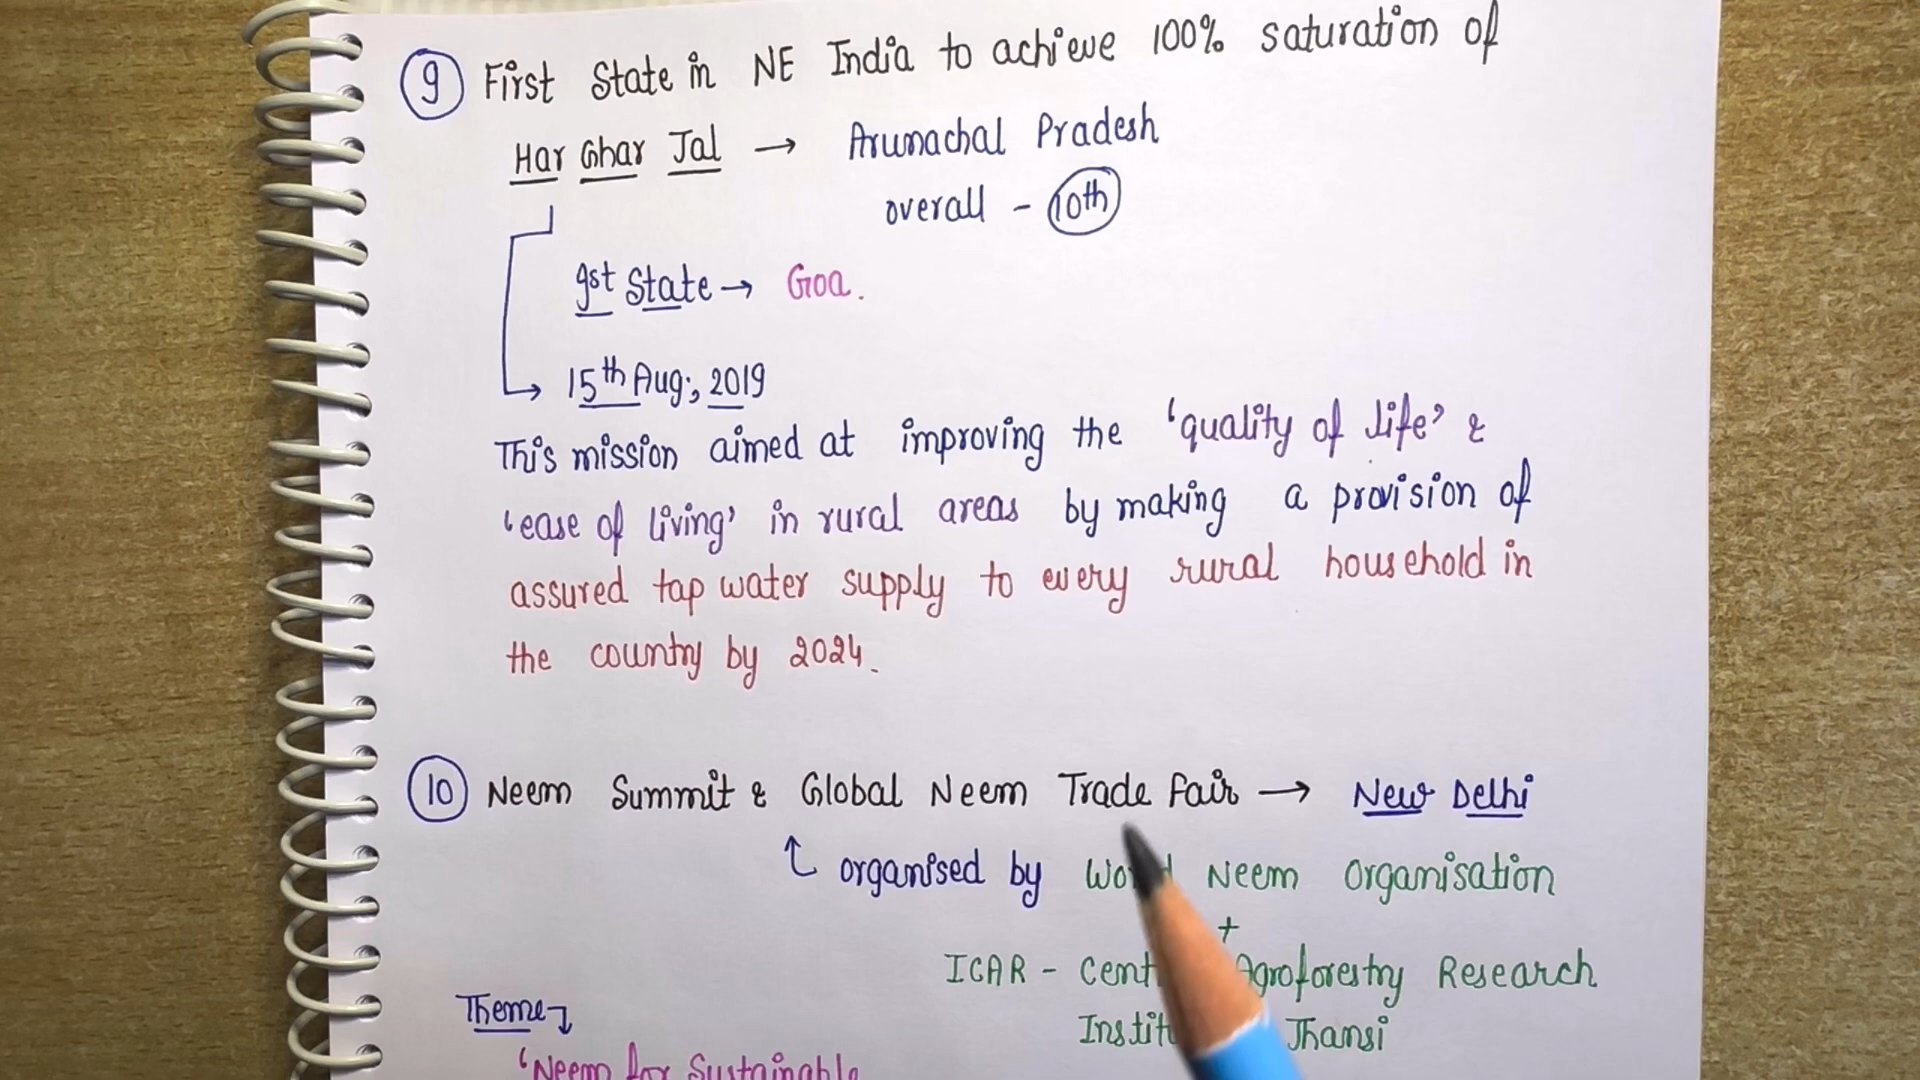 9 First State in NE India to achieve 100% saturation of
Har Ghar Jal → Arunachal Pradesh
overall - 10th
1st State → Goa.
→ 15th Aug., 2019
This mission aimed at improving the 'quality of life' &
'ease of living' in rural areas by making a provision of
assured tap water supply to every rural household in
the country by 2024.
10 Neem Summit & Global Neem Trade Fair → New Delhi
organised by Neem Organisation
+
ICAR - Agroforestry Research
Jhansi
Theme
'Neem for Sustainable